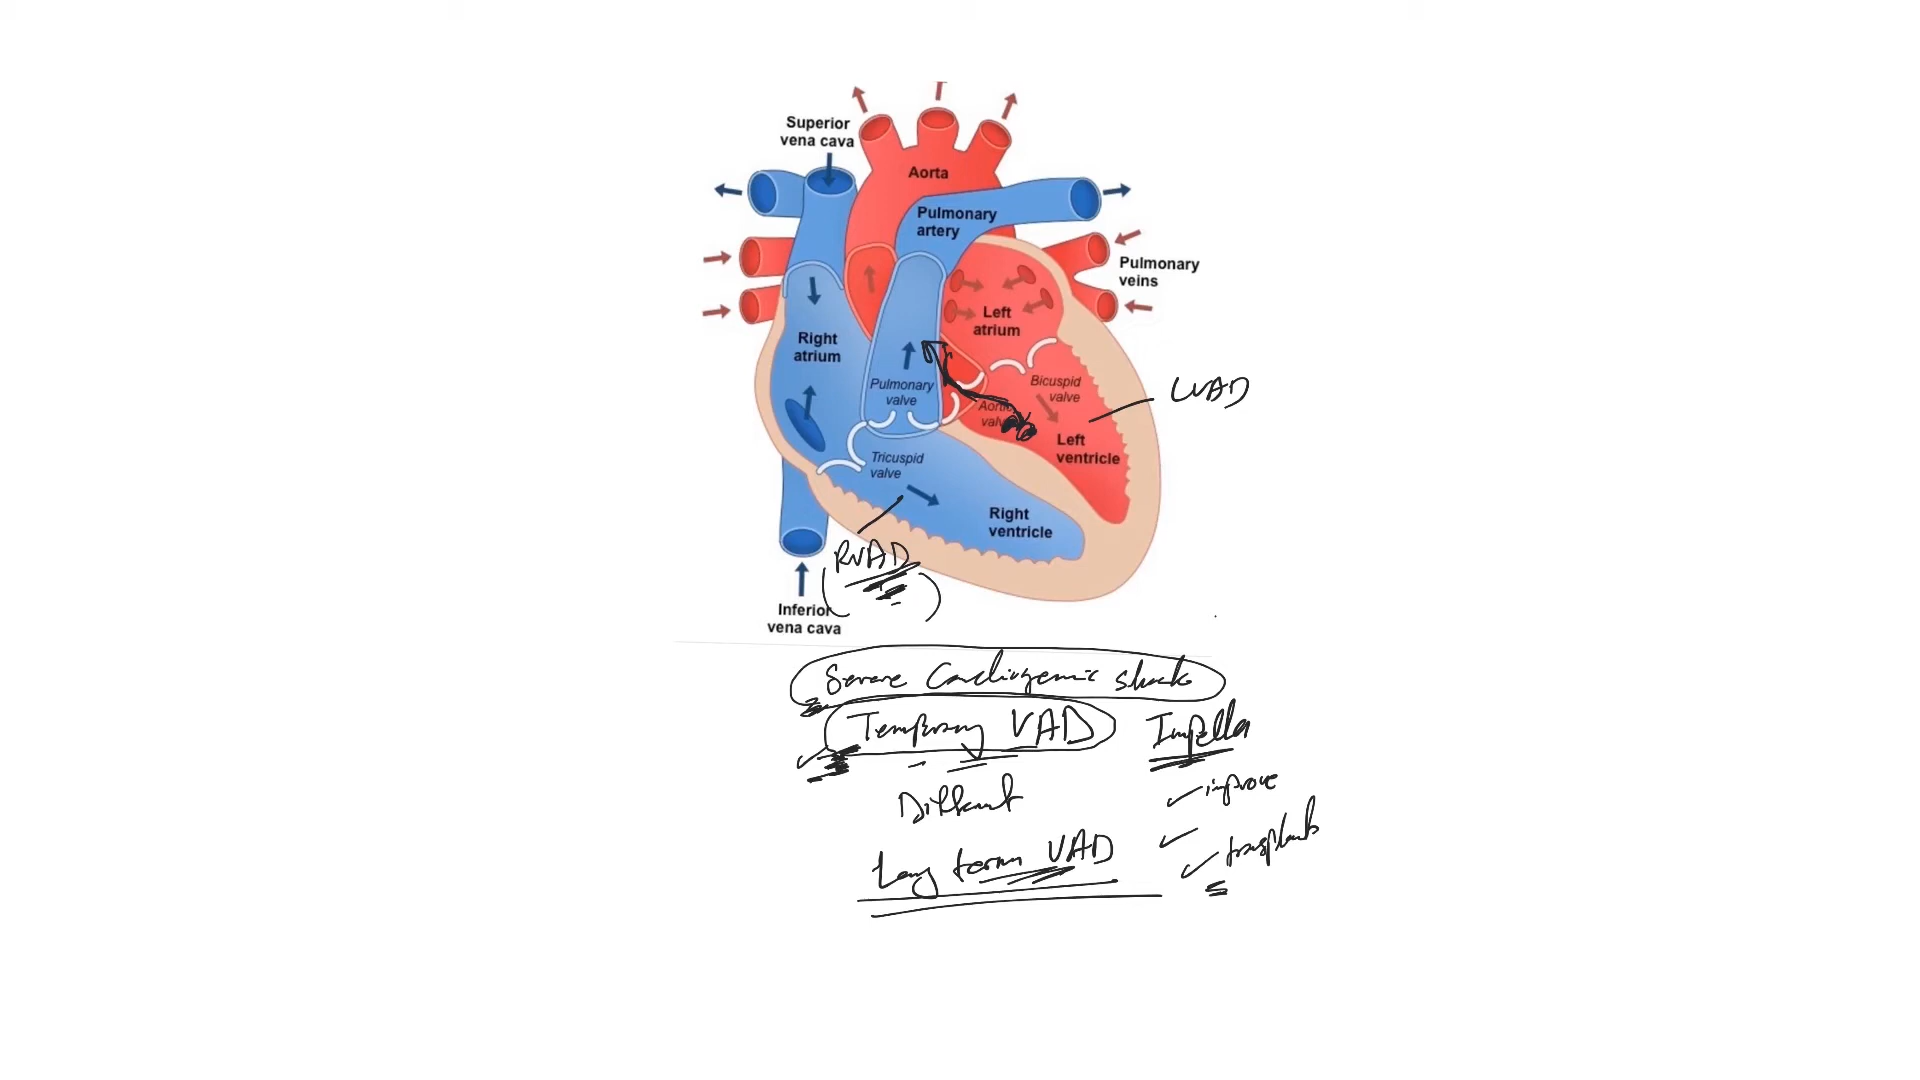 Superior
vena cava
Aorta
Pulmonary
artery
Pulmonary
veins
Left
atrium
Right
atrium
Pulmonary
valve
Bicuspid
valve
Aortic
valve
LVAD
Left
ventricle
Tricuspid
valve
Right
ventricle
RVAD
Inferior
vena cava
Severe Cardiogenic shock
Temporary VAD
Impella
improve
Different
transplant
Long term VAD